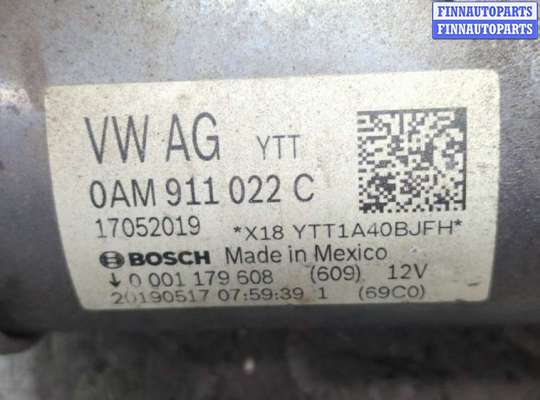 FINNAUTOPARTS
FINNAUTOPARTS
VW AG YTT
0AM 911 022 C
17052019 *X18 YTT1A40BJFH*
BOSCH Made in Mexico
0 001 179 608 (609) 12V
20190517 07:59:39 1 (69C0)